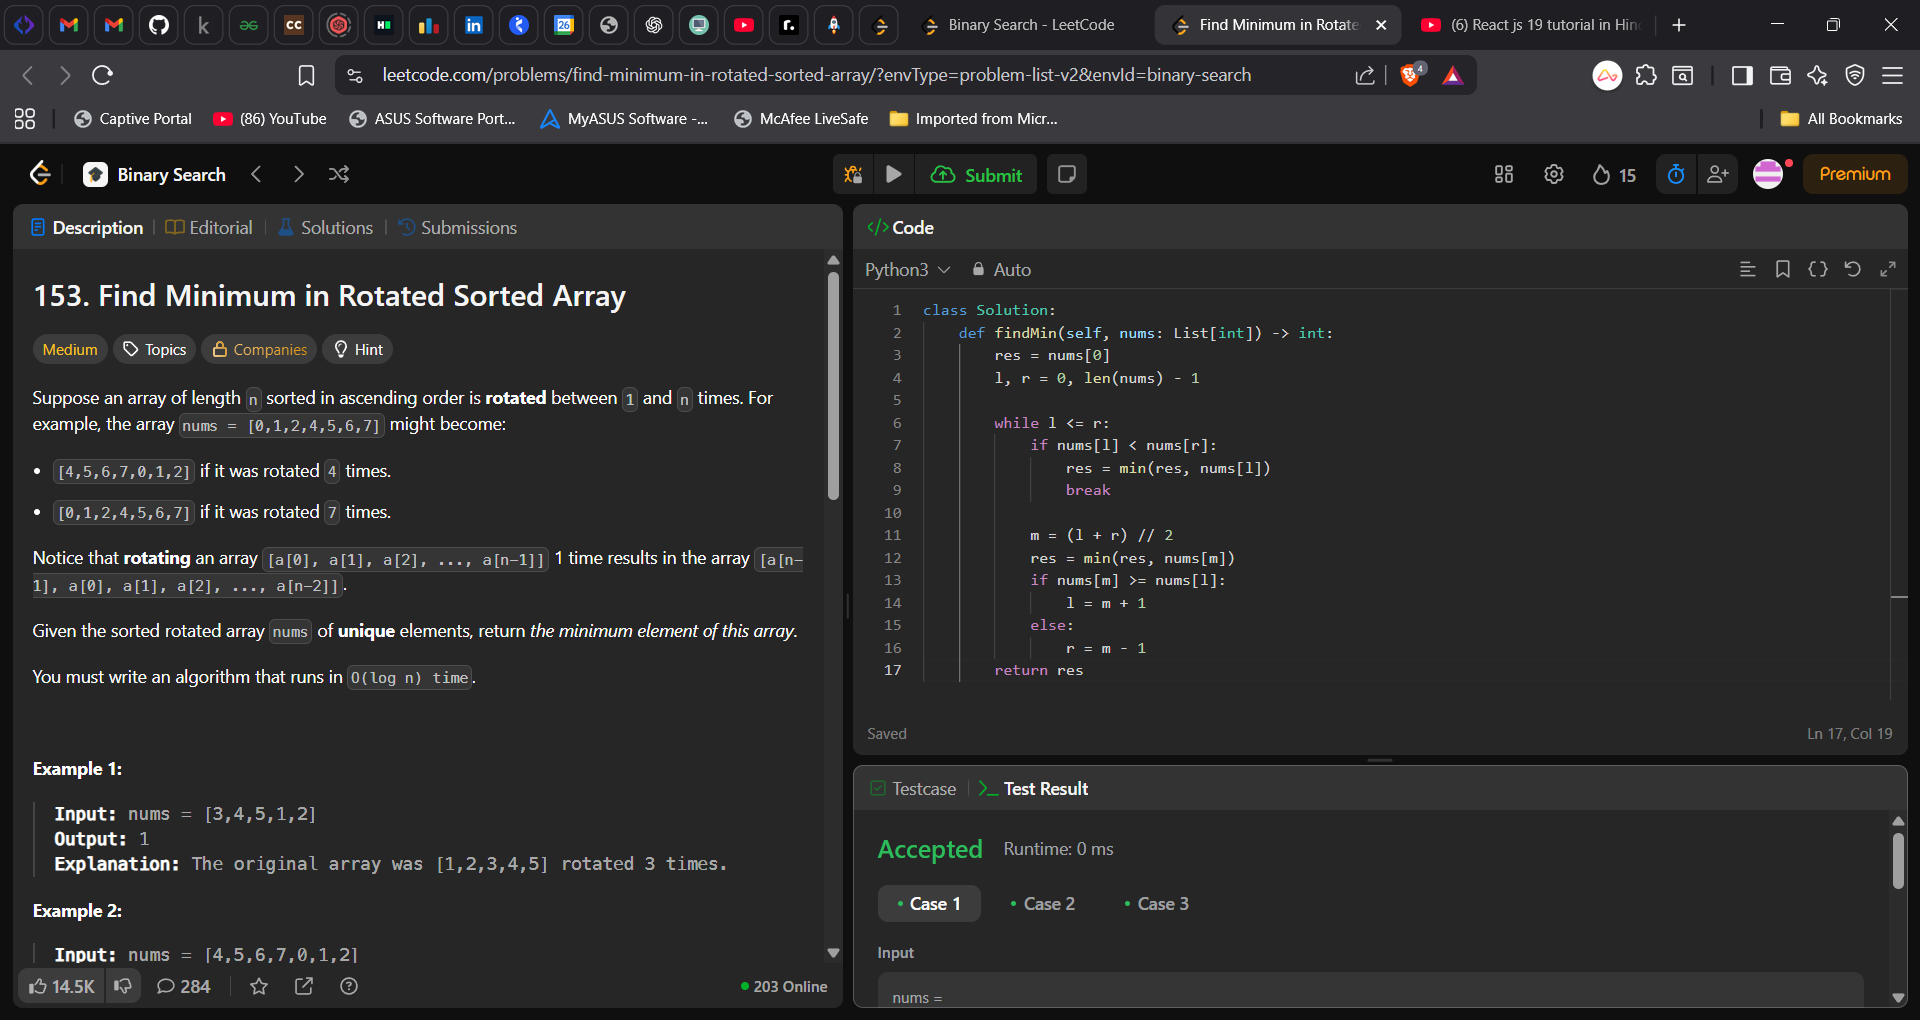 Binary Search - LeetCode
Find Minimum in Rotate
(6) React js 19 tutorial in Hin
leetcode.com/problems/find-minimum-in-rotated-sorted-array/?envType=problem-list-v2&envId=binary-search
4
Captive Portal
(86) YouTube
ASUS Software Port...
MyASUS Software -...
McAfee LiveSafe
Imported from Micr...
All Bookmarks
Binary Search
Submit
15
Premium
Description
Editorial
Solutions
Submissions
153. Find Minimum in Rotated Sorted Array
Medium
Topics
Companies
Hint
Suppose an array of length n sorted in ascending order is rotated between 1 and n times. For
example, the array nums = [0,1,2,4,5,6,7] might become:
• [4,5,6,7,0,1,2] if it was rotated 4 times.
• [0,1,2,4,5,6,7] if it was rotated 7 times.
Notice that rotating an array [a[0], a[1], a[2], ..., a[n-1]] 1 time results in the array [a[n-
1], a[0], a[1], a[2], ..., a[n-2]].
Given the sorted rotated array nums of unique elements, return the minimum element of this array.
You must write an algorithm that runs in O(log n) time.
Example 1:
Input: nums = [3,4,5,1,2]
Output: 1
Explanation: The original array was [1,2,3,4,5] rotated 3 times.
Example 2:
Input: nums = [4,5,6,7,0,1,2]
14.5K
284
203 Online
</> Code
Python3
Auto
1 class Solution:
2     def findMin(self, nums: List[int]) -> int:
3         res = nums[0]
4         l, r = 0, len(nums) - 1
5
6         while l <= r:
7             if nums[l] < nums[r]:
8                 res = min(res, nums[l])
9                 break
10
11             m = (l + r) // 2
12             res = min(res, nums[m])
13             if nums[m] >= nums[l]:
14                 l = m + 1
15             else:
16                 r = m - 1
17         return res
Saved
Ln 17, Col 19
Testcase
Test Result
Accepted
Runtime: 0 ms
• Case 1
• Case 2
• Case 3
Input
nums =